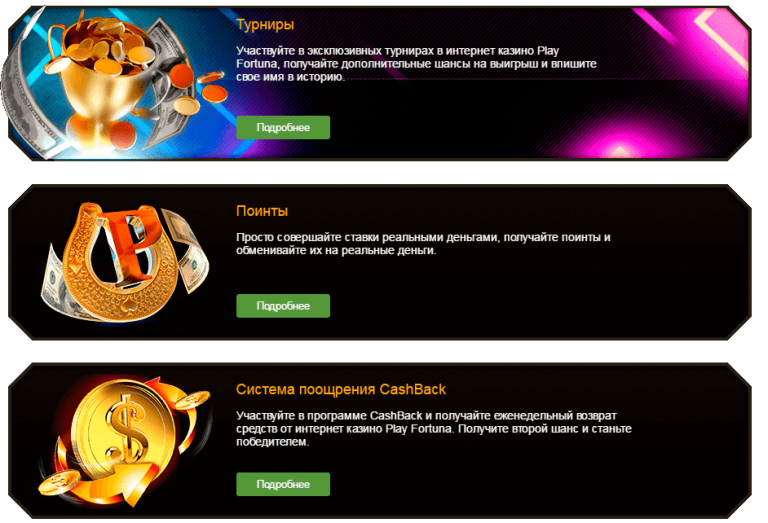 Турниры
Участвуйте в эксклюзивных турнирах в интернет казино Play
Fortuna, получайте дополнительные шансы на выигрыш и впишите
свое имя в историю.
Подробнее
Поинты
Просто совершайте ставки реальными деньгами, получайте поинты и
обменивайте их на реальные деньги.
Подробнее
Система поощрения CashBack
Участвуйте в программе CashBack и получайте еженедельный возврат
средств от интернет казино Play Fortuna. Получите второй шанс и станьте
победителем.
Подробнее